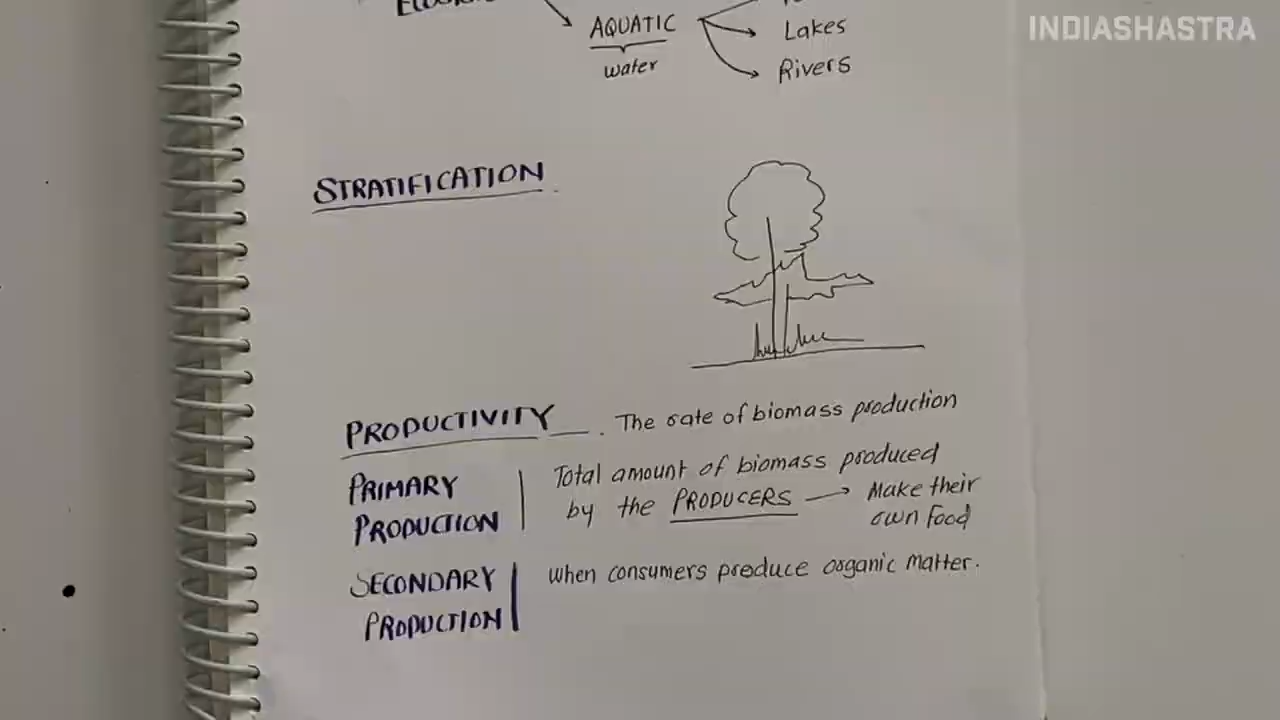 AQUATIC
water
Lakes
Rivers
INDIASHASTRA
STRATIFICATION
PRODUCTIVITY . The rate of biomass production
PRIMARY PRODUCTION
Total amount of biomass produced
by the PRODUCERS → Make their own food
SECONDARY PRODUCTION
when consumers produce organic matter.